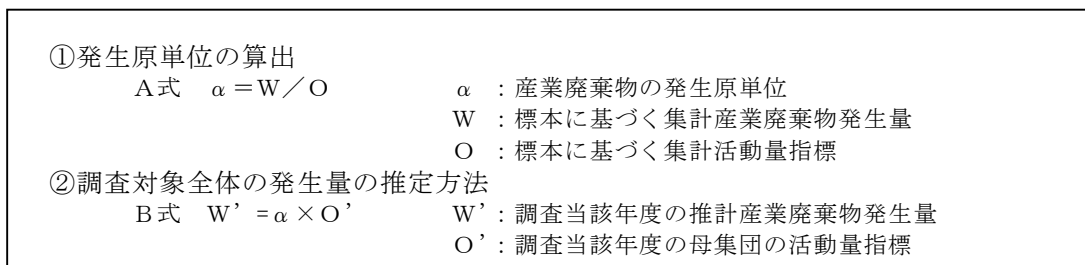 ①発生原単位の算出
A式 α=W/O α :産業廃棄物の発生原単位
W :標本に基づく集計産業廃棄物発生量
O :標本に基づく集計活動量指標
②調査対象全体の発生量の推定方法
B式 W’=α×O’ W’:調査当該年度の推計産業廃棄物発生量
O’:調査当該年度の母集団の活動量指標